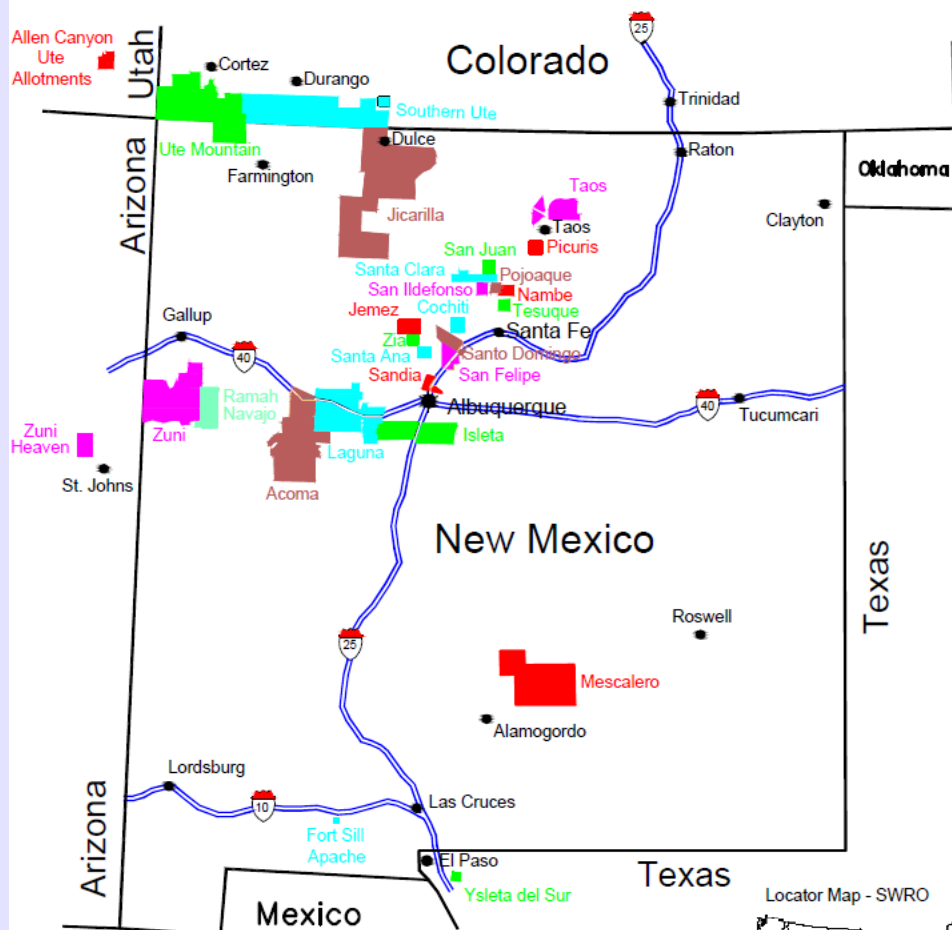 25
Allen Canyon
Ute
Allotments
Utah
Cortez
Durango
Colorado
Southern Ute
Trinidad
Ute Mountain
Arizona
Farmington
Dulce
Raton
Oklahoma
Jicarilla
Taos
Taos
Clayton
Picuris
San Juan
Santa Clara
Pojoaque
San Ildefonso
Nambe
Cochiti
Tesuque
Jemez
Gallup
Zia
Santa Fe
Santa Ana
Santo Domingo
40
Sandia
San Felipe
Ramah
Navajo
Albuquerque
40
Tucumcari
Zuni
Heaven
Zuni
Laguna
Isleta
St. Johns
Acoma
New Mexico
Texas
Roswell
25
Mescalero
Alamogordo
Lordsburg
Arizona
10
Las Cruces
Fort Sill
Apache
El Paso
Texas
Ysleta del Sur
Locator Map - SWRO
Mexico